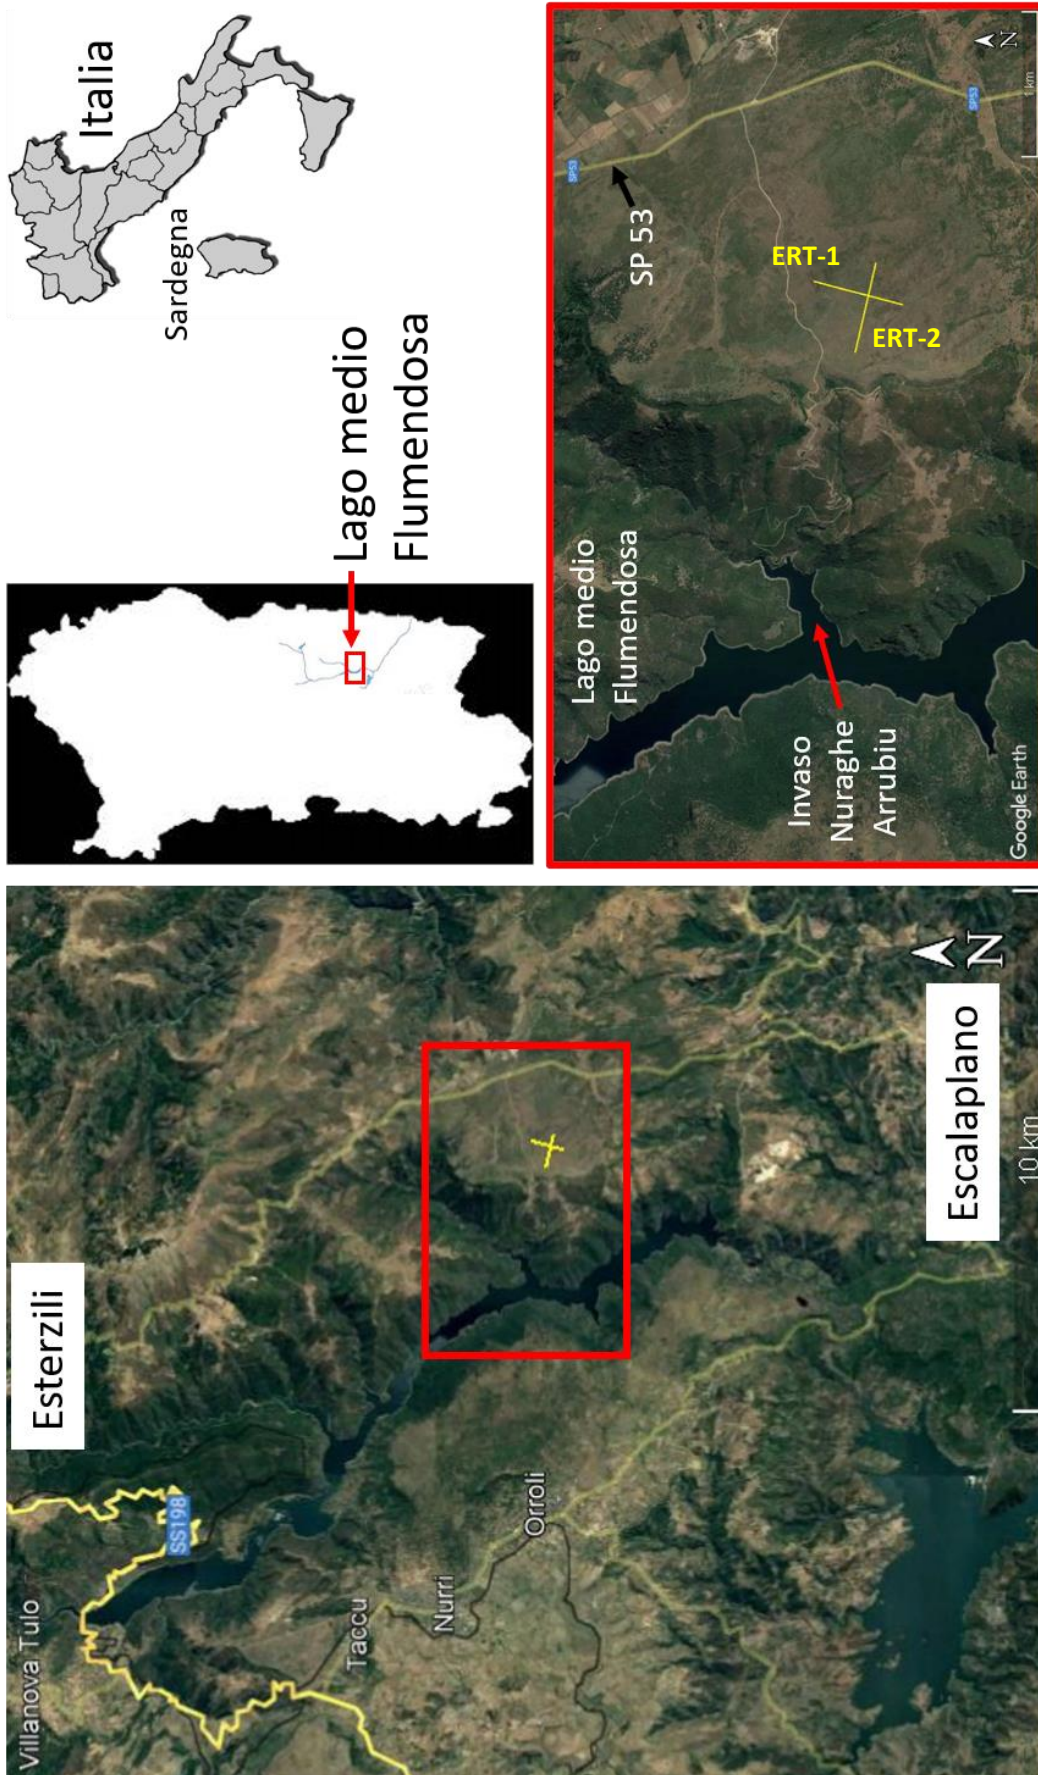 Villanova Tulo
Esterzili
SS198
Taccu
Nurri
Orroli
Escalaplano
N
10 km
Lago medio
Flumendosa
Italia
Sardegna
Lago medio
Flumendosa
Invaso
Nuraghe
Arrubiu
SP53
SP 53
ERT-1
ERT-2
SP53
N
1 km
Google Earth